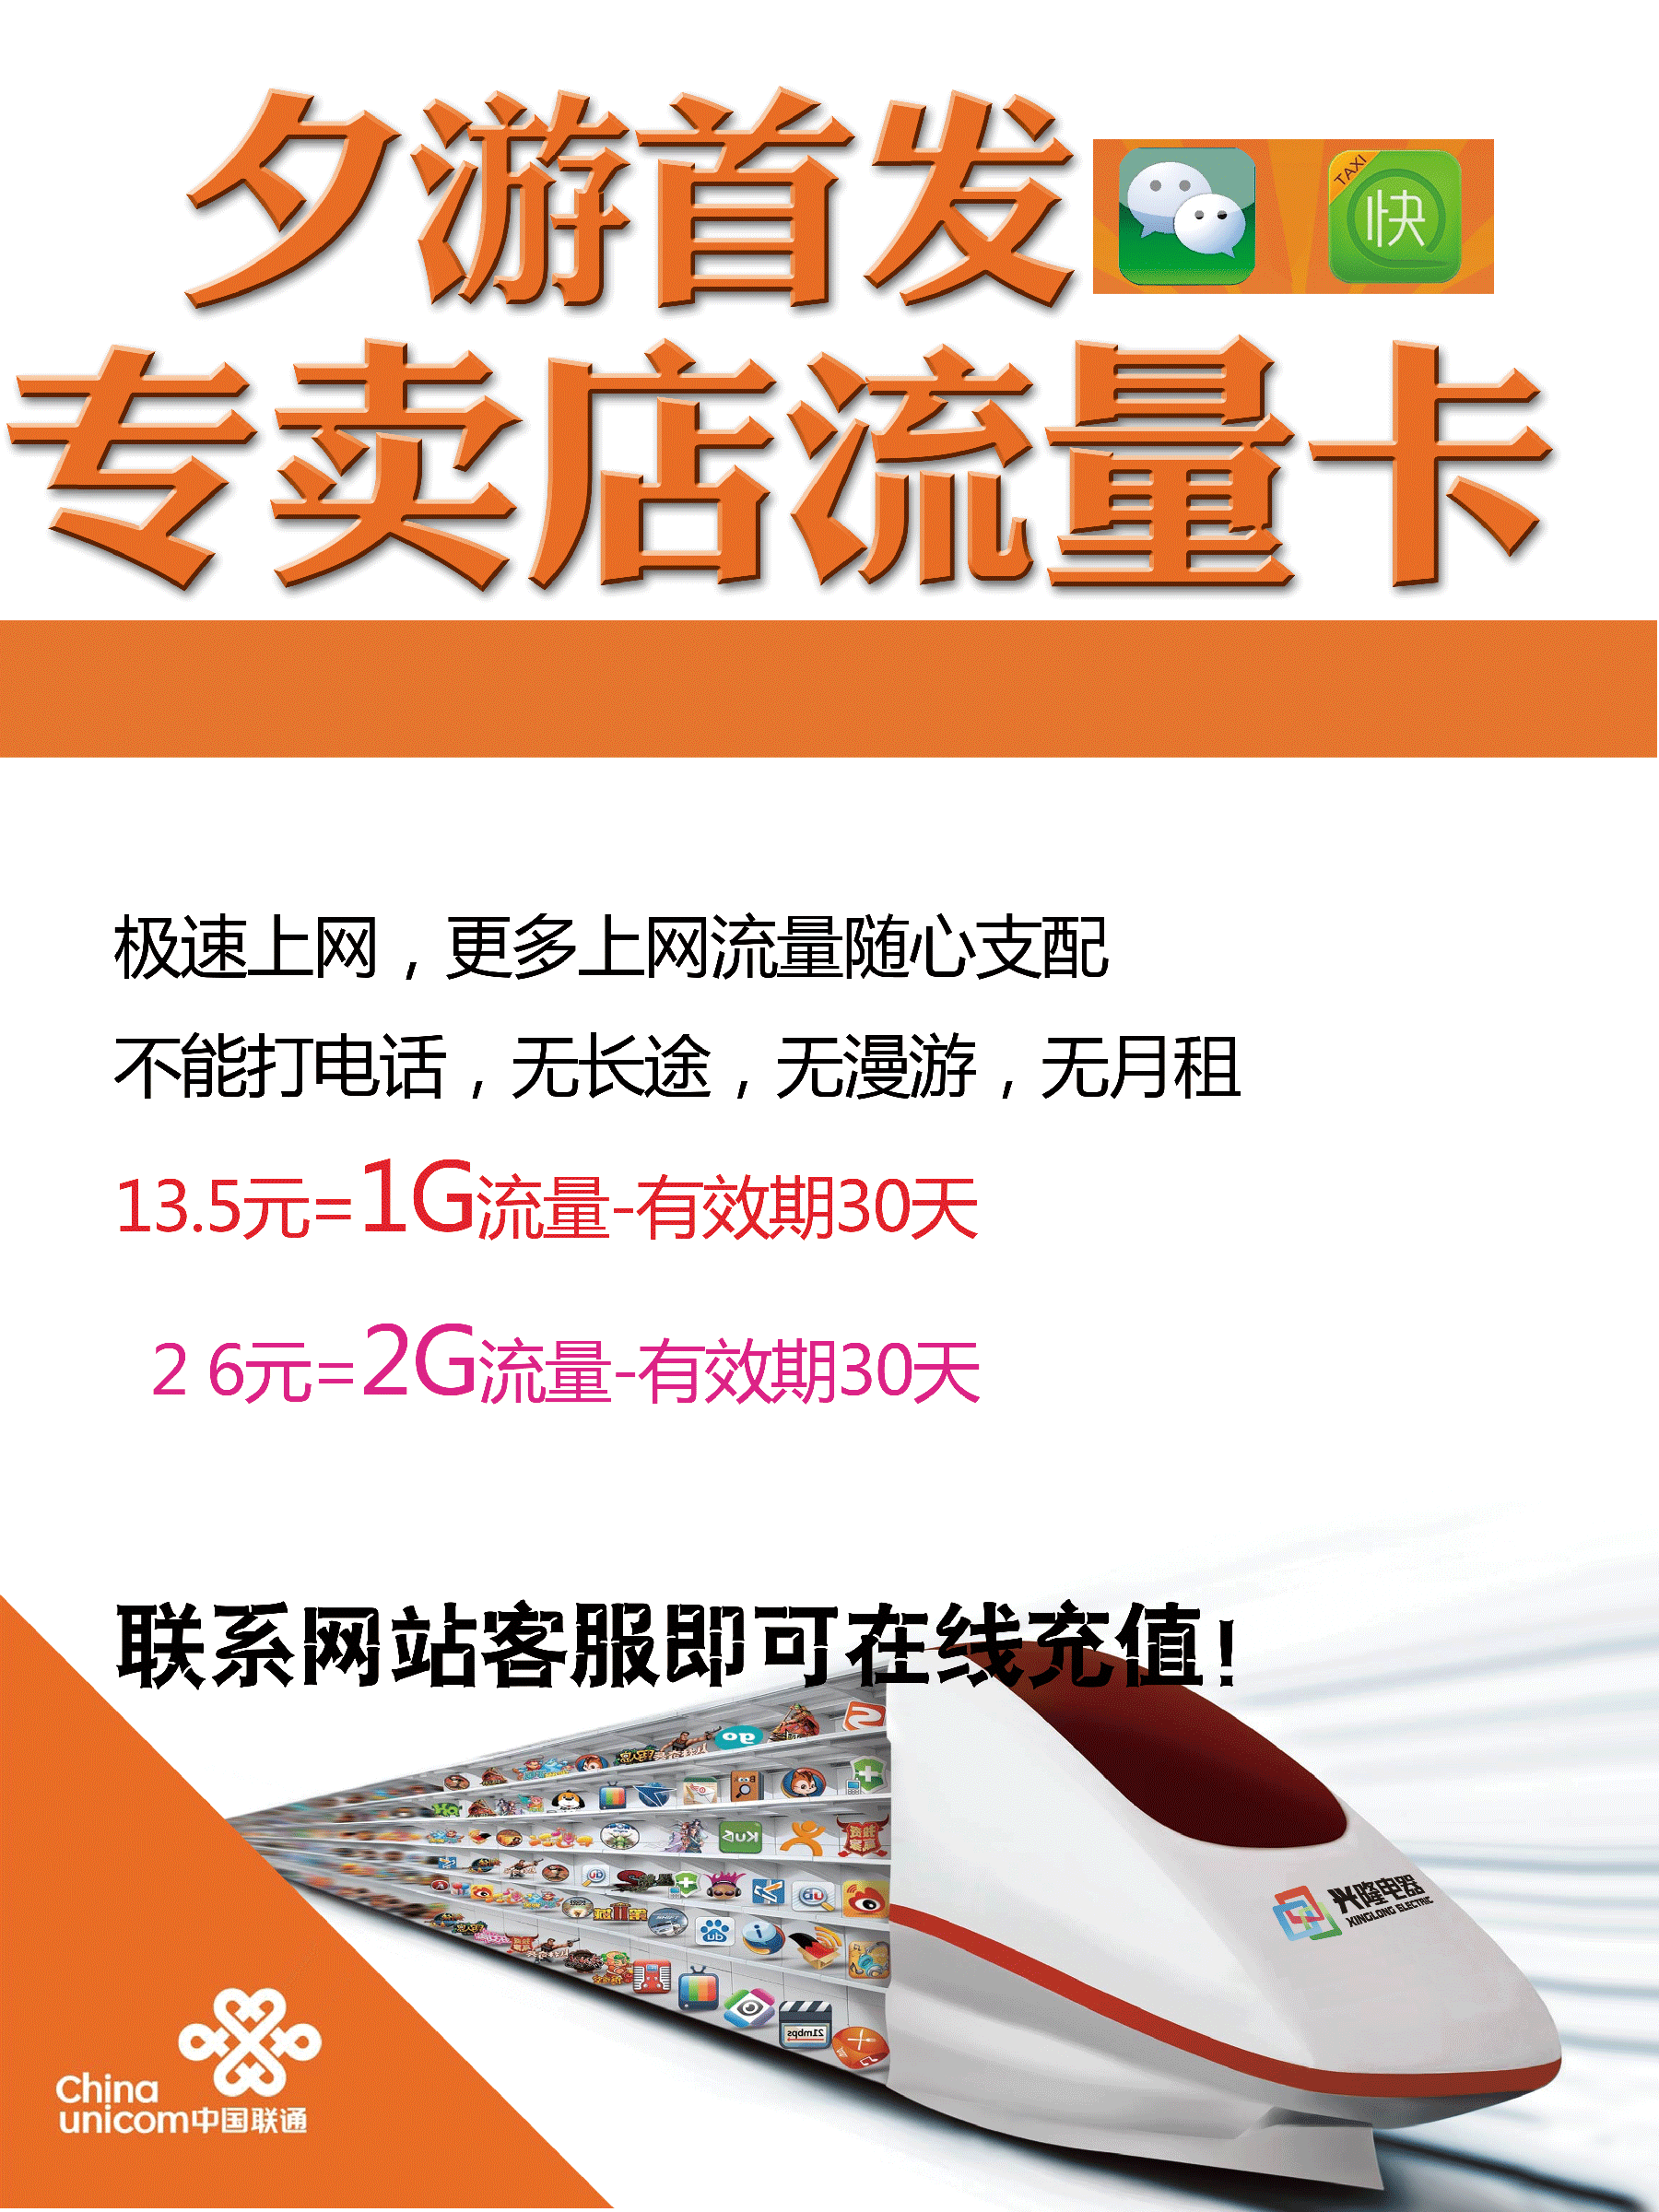 夕游首发
TAXI
快
专卖店流量卡
极速上网，更多上网流量随心支配
不能打电话，无长途，无漫游，无月租
13.5元=1G流量-有效期30天
2 6元=2G流量-有效期30天
联系网站客服即可在线充值！
兴隆电器
XINGLONG ELECTRIC
21mbps
China
unicom中国联通